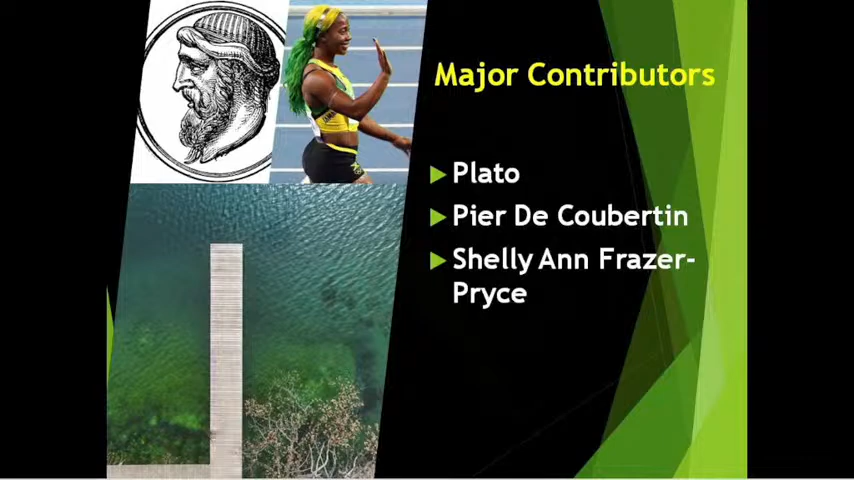 Major Contributors
Plato
Pier De Coubertin
Shelly Ann Frazer-
Pryce